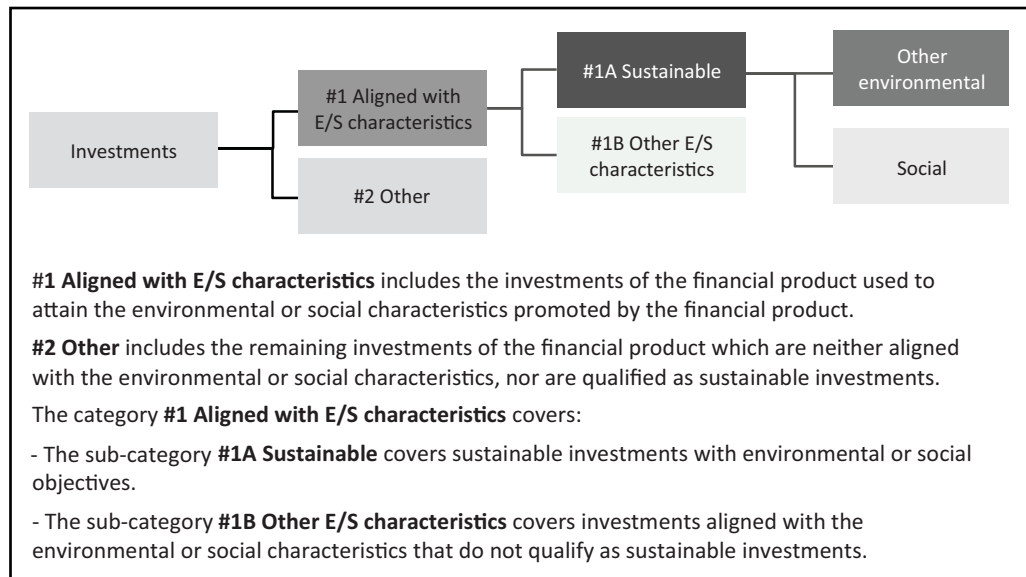 Investments
#1 Aligned with
E/S characteristics
#2 Other
#1A Sustainable
#1B Other E/S
characteristics
Other
environmental
Social
#1 Aligned with E/S characteristics includes the investments of the financial product used to
attain the environmental or social characteristics promoted by the financial product.
#2 Other includes the remaining investments of the financial product which are neither aligned
with the environmental or social characteristics, nor are qualified as sustainable investments.
The category #1 Aligned with E/S characteristics covers:
- The sub-category #1A Sustainable covers sustainable investments with environmental or social
objectives.
- The sub-category #1B Other E/S characteristics covers investments aligned with the
environmental or social characteristics that do not qualify as sustainable investments.